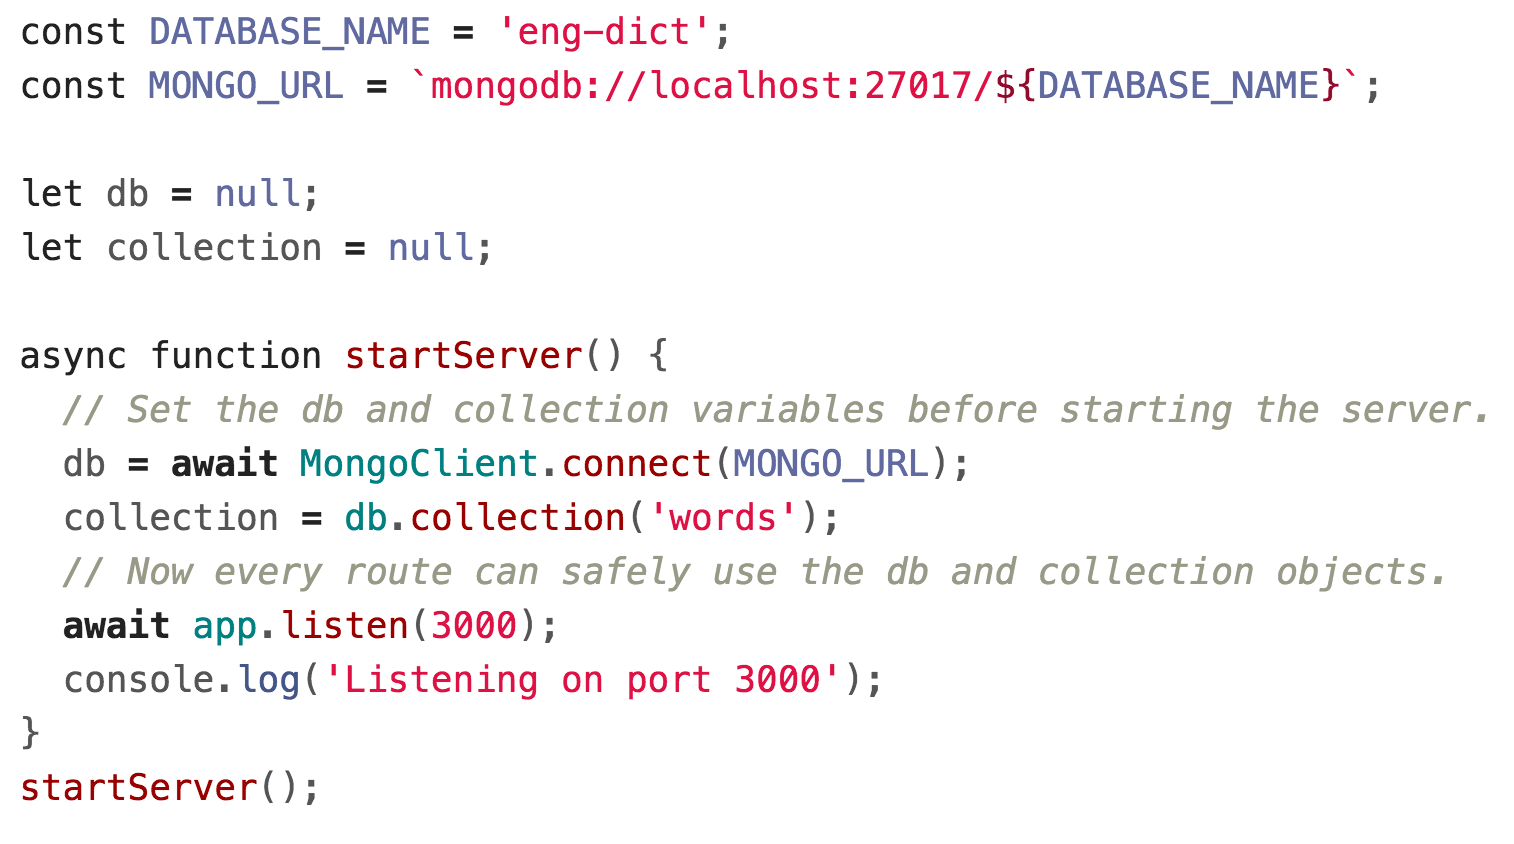 const DATABASE_NAME = 'eng-dict';
const MONGO_URL = `mongodb://localhost:27017/${DATABASE_NAME}`;

let db = null;
let collection = null;

async function startServer() {
  // Set the db and collection variables before starting the server.
  db = await MongoClient.connect(MONGO_URL);
  collection = db.collection('words');
  // Now every route can safely use the db and collection objects.
  await app.listen(3000);
  console.log('Listening on port 3000');
}
startServer();